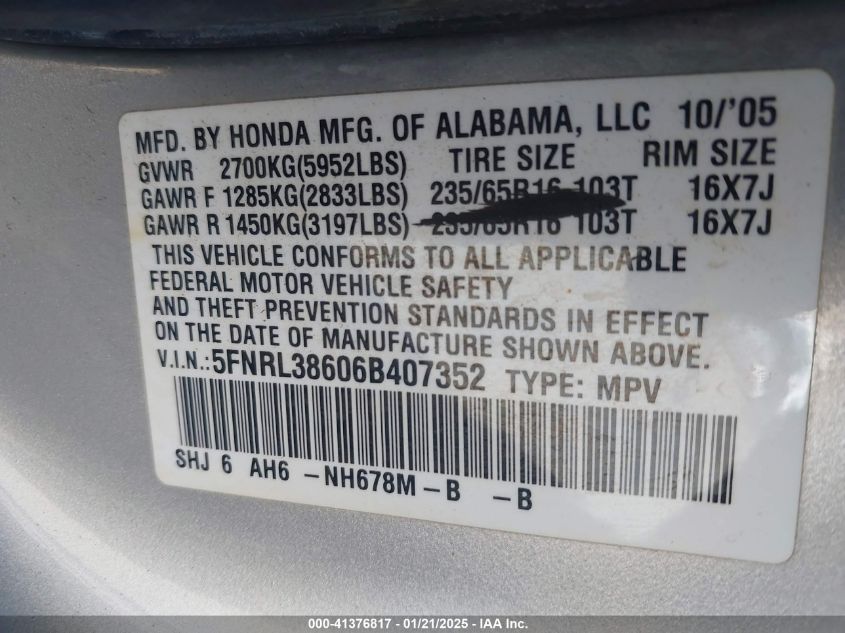 MFD. BY HONDA MFG. OF ALABAMA, LLC 10/'05
GVWR 2700KG(5952LBS) TIRE SIZE RIM SIZE
GAWR F 1285KG(2833LBS) 235/65R16 103T 16X7J
GAWR R 1450KG(3197LBS) 235/65R16 103T 16X7J
THIS VEHICLE CONFORMS TO ALL APPLICABLE
FEDERAL MOTOR VEHICLE SAFETY
AND THEFT PREVENTION STANDARDS IN EFFECT
ON THE DATE OF MANUFACTURE SHOWN ABOVE.
V.I.N.:5FNRL38606B407352 TYPE: MPV
SHJ 6 AH6 -NH678M-B -B
000-41376817 - 01/21/2025 - IAA Inc.